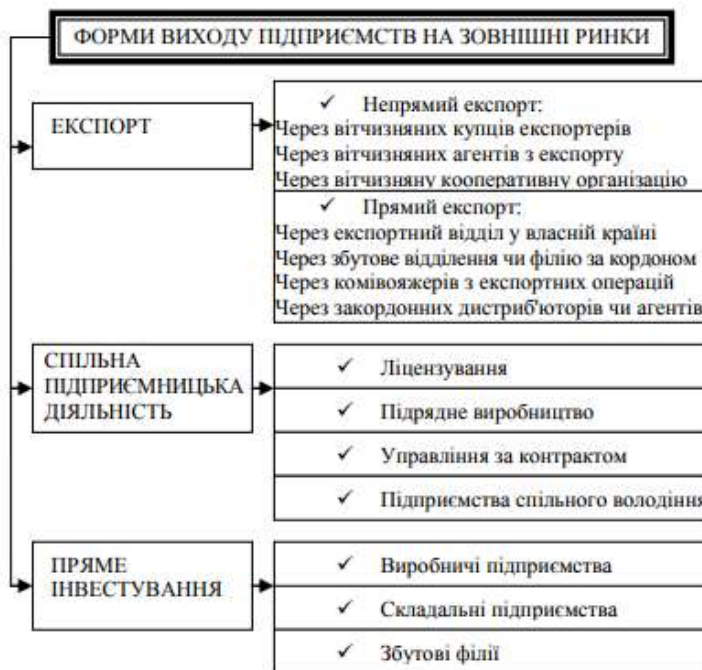 ФОРМИ ВИХОДУ ПІДПРИЄМСТВ НА ЗОВНІШНІ РИНКИ
ЕКСПОРТ
✓ Непрямий експорт:
Через вітчизняних купців експортерів
Через вітчизняних агентів з експорту
Через вітчизняну кооперативну організацію
✓ Прямий експорт:
Через експортний відділ у власній країні
Через збутове відділення чи філію за кордоном
Через комівояжерів з експортних операцій
Через закордонних дистриб'юторів чи агентів
СПІЛЬНА
ПІДПРИЄМНИЦЬКА
ДІЯЛЬНІСТЬ
✓ Ліцензування
✓ Підрядне виробництво
✓ Управління за контрактом
✓ Підприємства спільного володіння
ПРЯМЕ
ІНВЕСТУВАННЯ
✓ Виробничі підприємства
✓ Складальні підприємства
✓ Збутові філії